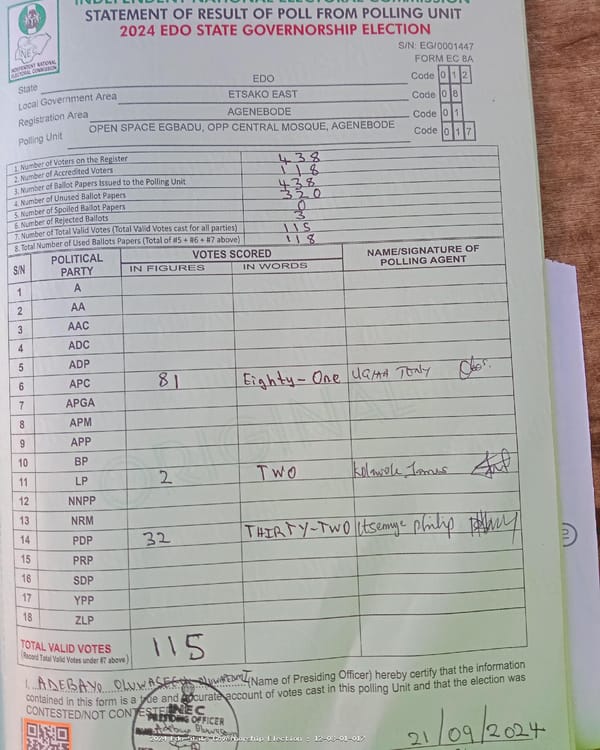 INDEPENDENT NATIONAL ELECTORAL COMMISSION
STATEMENT OF RESULT OF POLL FROM POLLING UNIT
2024 EDO STATE GOVERNORSHIP ELECTION
INDEPENDENT NATIONAL ELECTORAL COMMISSION
S/N: EG/0001447
FORM EC 8A
State EDO Code 0 1 2
Local Government Area ETSAKO EAST Code 0 8
Registration Area AGENEBODE Code 0 1
Polling Unit OPEN SPACE EGBADU, OPP CENTRAL MOSQUE, AGENEBODE Code 0 1 7
1. Number of Voters on the Register 438
2. Number of Accredited Voters 118
3. Number of Ballot Papers Issued to the Polling Unit 438
4. Number of Unused Ballot Papers 320
5. Number of Spoiled Ballot Papers 0
6. Number of Rejected Ballots 3
7. Number of Total Valid Votes (Total Valid Votes cast for all parties) 115
8. Total Number of Used Ballots Papers (Total of #5 + #6 + #7 above) 118
S/N POLITICAL PARTY VOTES SCORED NAME/SIGNATURE OF POLLING AGENT
IN FIGURES IN WORDS
1 A
2 AA
3 AAC
4 ADC
5 ADP
6 APC 81 Eighty-One UGHA TONY
7 APGA
8 APM
9 APP
10 BP
11 LP 2 TWO Kolawole James
12 NNPP
13 NRM
14 PDP 32 THIRTY-TWO Itsemge philip
15 PRP
16 SDP
17 YPP
18 ZLP
ORIGINAL
TOTAL VALID VOTES 115
(Record Total Valid Votes under #7 above)
I, ADEBAYO OLUWASEGUN (Name of Presiding Officer) hereby certify that the information
contained in this form is a true and accurate account of votes cast in this polling Unit and that the election was
CONTESTED/NOT CONTESTED
INEC
PRESIDING OFFICER
21/09/2024
2024 Edo State Governorship Election - 12-08-01-017